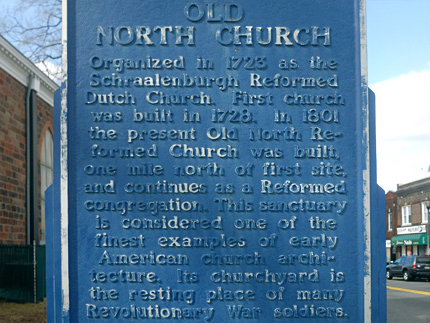 OLD
NORTH CHURCH
Organized in 1723 as the
Schraalenburgh Reformed
Dutch Church. First church
was built in 1728. In 1801
the present Old North Re-
formed Church was built,
one mile north of first site,
and continues as a Reformed
congregation. This sanctuary
is considered one of the
finest examples of early
American church archi-
tecture. Its churchyard is
the resting place of many
Revolutionary War soldiers.